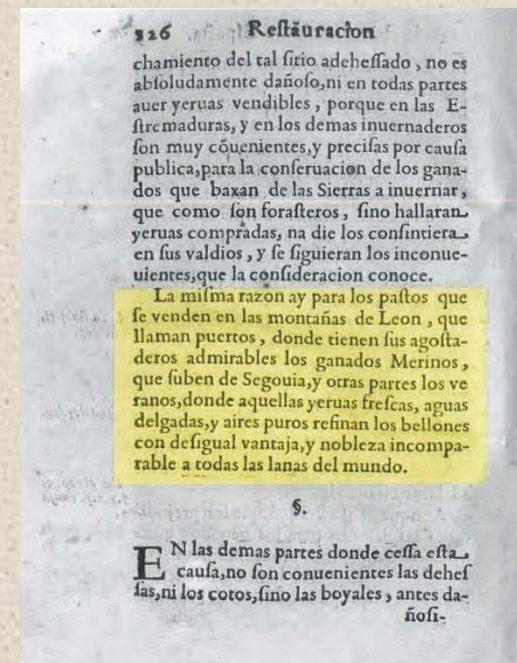 326 Reſtauracion
chamiento del tal ſitio adeheſſado, no es
abſoludamente dañoſo, ni en todas partes
auer yeruas vendibles, porque en las E-
ſtremaduras, y en los demas inuernaderos
ſon muy cõuenientes, y preciſas por cauſa
publica, para la conſeruacion de los gana-
dos que baxan de las Sierras a inuernar,
que como ſon foraſteros, ſino hallaran
yeruas compradas, na die los conſintiera
en ſus valdios, y ſe ſiguieran los inconue-
uientes, que la conſideracion conoce.
La miſma razon ay para los paſtos que
ſe venden en las montañas de Leon, que
llaman puertos, donde tienen ſus agoſta-
deros admirables los ganados Merinos,
que ſuben de Segouia, y otras partes los ve
ranos, donde aquellas yeruas freſcas, aguas
delgadas, y aires puros refinan los bellones
con deſigual vantaja, y nobleza incompa-
rable a todas las lanas del mundo.
§.
EN las demas partes donde ceſſa eſta
cauſa, no ſon conuenientes las deheſ
ſas, ni los cotos, ſino las boyales, antes da-
ñoſi-